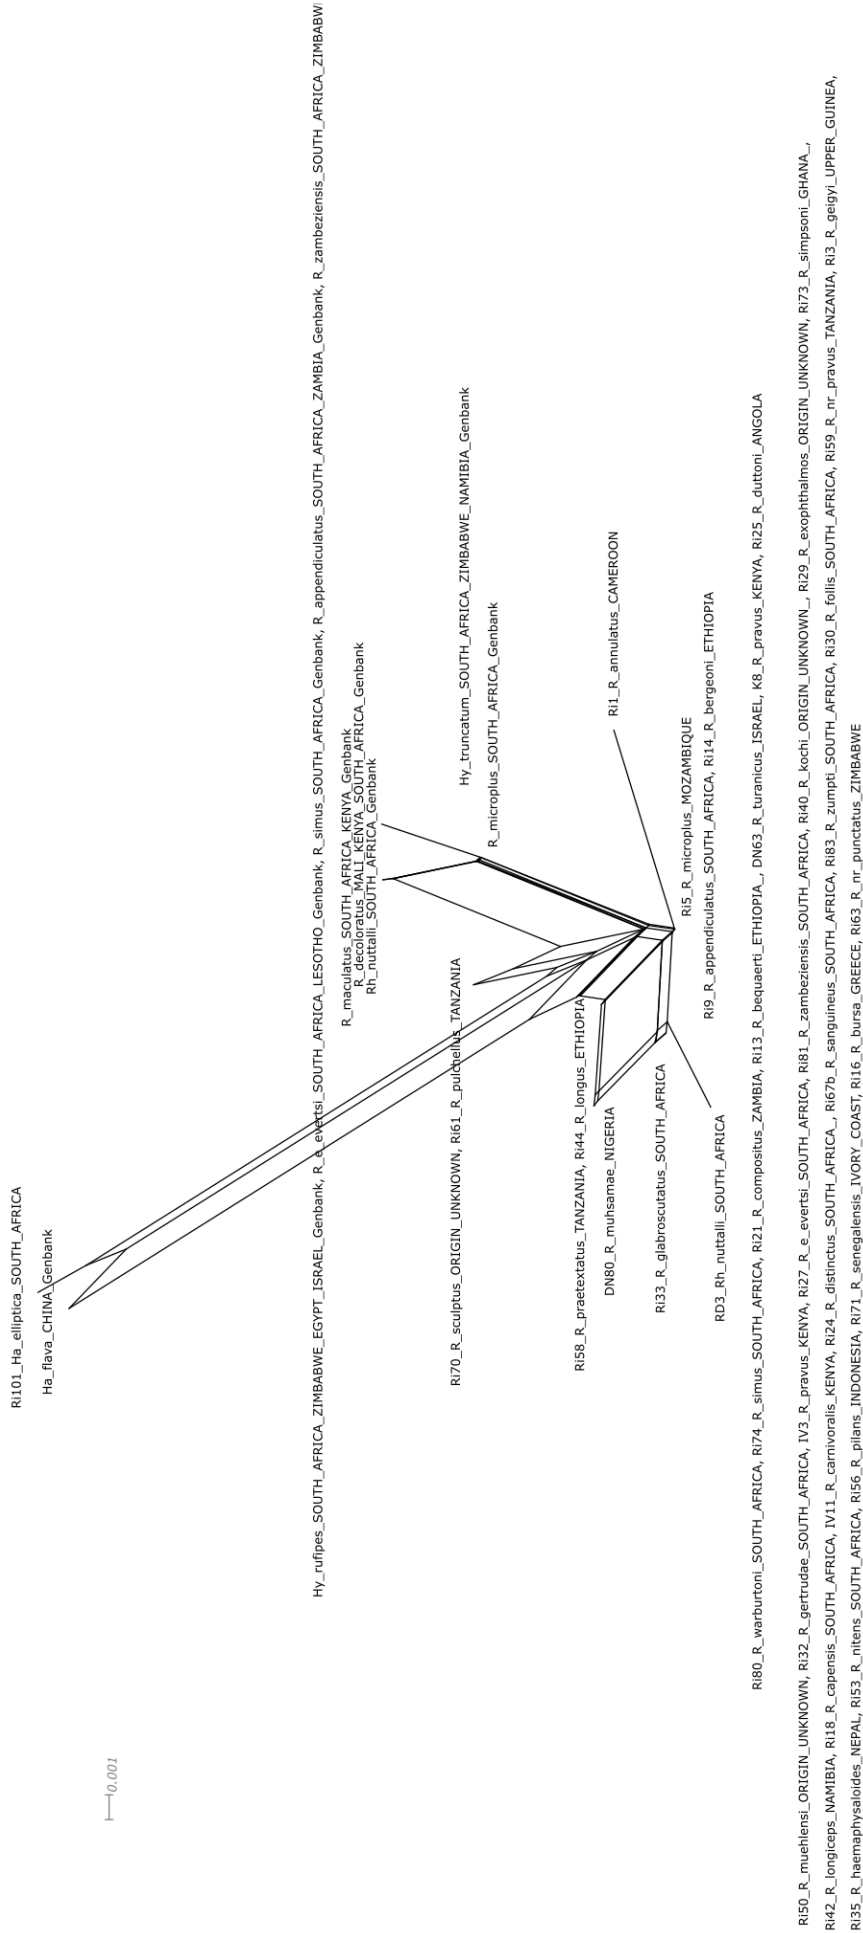 Ri101_Ha_elliptica_SOUTH_AFRICA
Ha_flava_CHINA_Genbank
0.001
Hy_rufipes_SOUTH_AFRICA_ZIMBABWE_EGYPT_ISRAEL_Genbank, R_e_evertsi_SOUTH_AFRICA_LESOTHO_Genbank, R_simus_SOUTH_AFRICA_Genbank, R_appendiculatus_SOUTH_AFRICA_ZAMBIA_Genbank, R_zambeziensis_SOUTH_AFRICA_ZIMBABW
R_maculatus_SOUTH_AFRICA_KENYA_Genbank
R_decoloratus_MALI_KENYA_SOUTH_AFRICA_Genbank
Rh_nuttalli_SOUTH_AFRICA_Genbank
Ri70_R_sculptus_ORIGIN_UNKNOWN, Ri61_R_pulchellus_TANZANIA
Hy_truncatum_SOUTH_AFRICA_ZIMBABWE_NAMIBIA_Genbank
R_microplus_SOUTH_AFRICA_Genbank
Ri58_R_praetextatus_TANZANIA, Ri44_R_longus_ETHIOPIA
DN80_R_muhsamae_NIGERIA
Ri1_R_annulatus_CAMEROON
Ri33_R_glabroscutatus_SOUTH_AFRICA
Ri5_R_microplus_MOZAMBIQUE
Ri9_R_appendiculatus_SOUTH_AFRICA, Ri14_R_bergeoni_ETHIOPIA
RD3_Rh_nuttalli_SOUTH_AFRICA
Ri80_R_warburtoni_SOUTH_AFRICA, Ri74_R_simus_SOUTH_AFRICA, Ri21_R_compositus_ZAMBIA, Ri13_R_bequaerti_ETHIOPIA_, DN63_R_turanicus_ISRAEL, K8_R_pravus_KENYA, Ri25_R_duttoni_ANGOLA
Ri50_R_muehlensi_ORIGIN_UNKNOWN, Ri32_R_gertrudae_SOUTH_AFRICA, IV3_R_pravus_KENYA, Ri27_R_e_evertsi_SOUTH_AFRICA, Ri81_R_zambeziensis_SOUTH_AFRICA, Ri40_R_kochi_ORIGIN_UNKNOWN_, Ri29_R_exophthalmos_ORIGIN_UNKNOWN, Ri73_R_simpsoni_GHANA_,
Ri42_R_longiceps_NAMIBIA, Ri18_R_capensis_SOUTH_AFRICA, IV11_R_carnivoralis_KENYA, Ri24_R_distinctus_SOUTH_AFRICA_, Ri67b_R_sanguineus_SOUTH_AFRICA, Ri83_R_zumpti_SOUTH_AFRICA, Ri30_R_follis_SOUTH_AFRICA, Ri59_R_nr_pravus_TANZANIA, Ri3_R_geigyi_UPPER_GUINEA,
Ri35_R_haemaphysaloides_NEPAL, Ri53_R_nitens_SOUTH_AFRICA, Ri56_R_pilans_INDONESIA, Ri71_R_senegalensis_IVORY_COAST, Ri16_R_bursa_GREECE, Ri63_R_nr_punctatus_ZIMBABWE